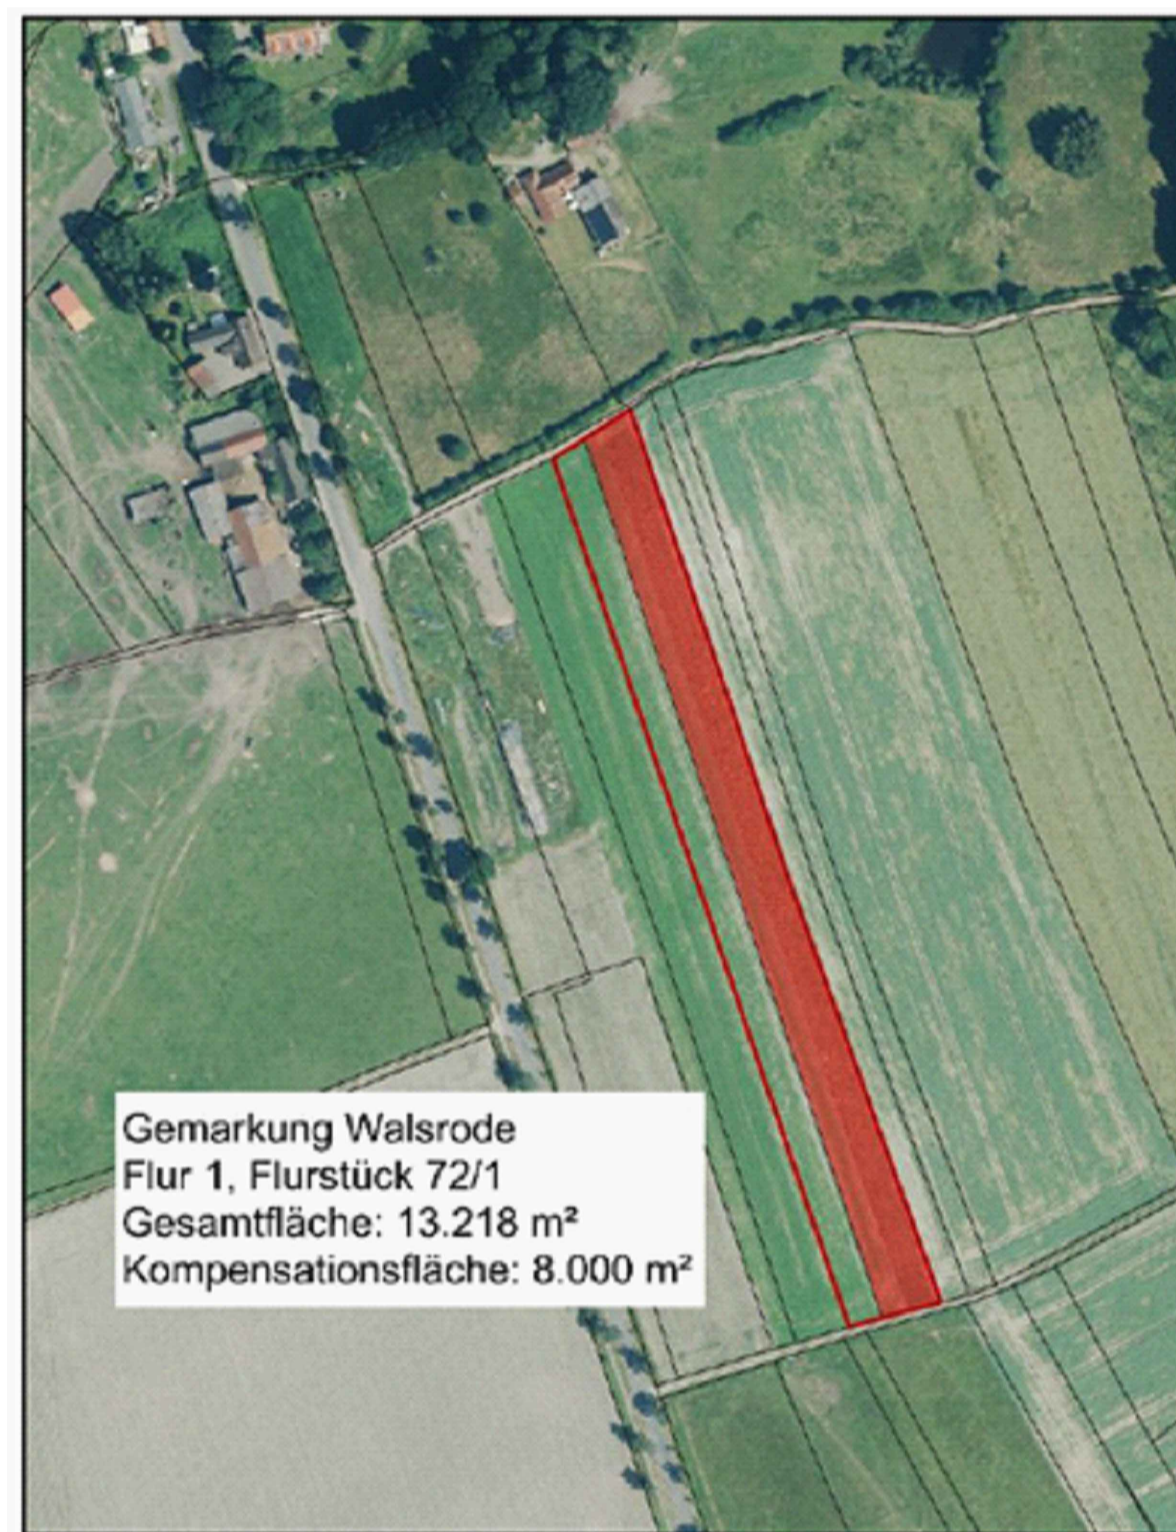 Gemarkung Walsrode
Flur 1, Flurstück 72/1
Gesamtfläche: 13.218 m²
Kompensationsfläche: 8.000 m²